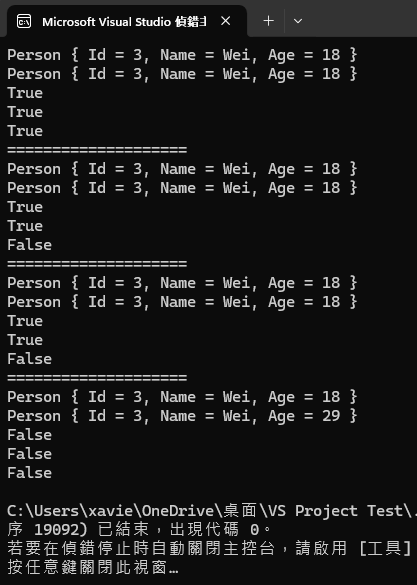 Microsoft Visual Studio 偵錯主
Person { Id = 3, Name = Wei, Age = 18 }
Person { Id = 3, Name = Wei, Age = 18 }
True
True
True
====================
Person { Id = 3, Name = Wei, Age = 18 }
Person { Id = 3, Name = Wei, Age = 18 }
True
True
False
====================
Person { Id = 3, Name = Wei, Age = 18 }
Person { Id = 3, Name = Wei, Age = 18 }
True
True
False
====================
Person { Id = 3, Name = Wei, Age = 18 }
Person { Id = 3, Name = Wei, Age = 29 }
False
False
False
C:\Users\xavie\OneDrive\桌面\VS Project Test\.
序 19092) 已結束，出現代碼 0。
若要在偵錯停止時自動關閉主控台，請啟用 [工具]
按任意鍵關閉此視窗…